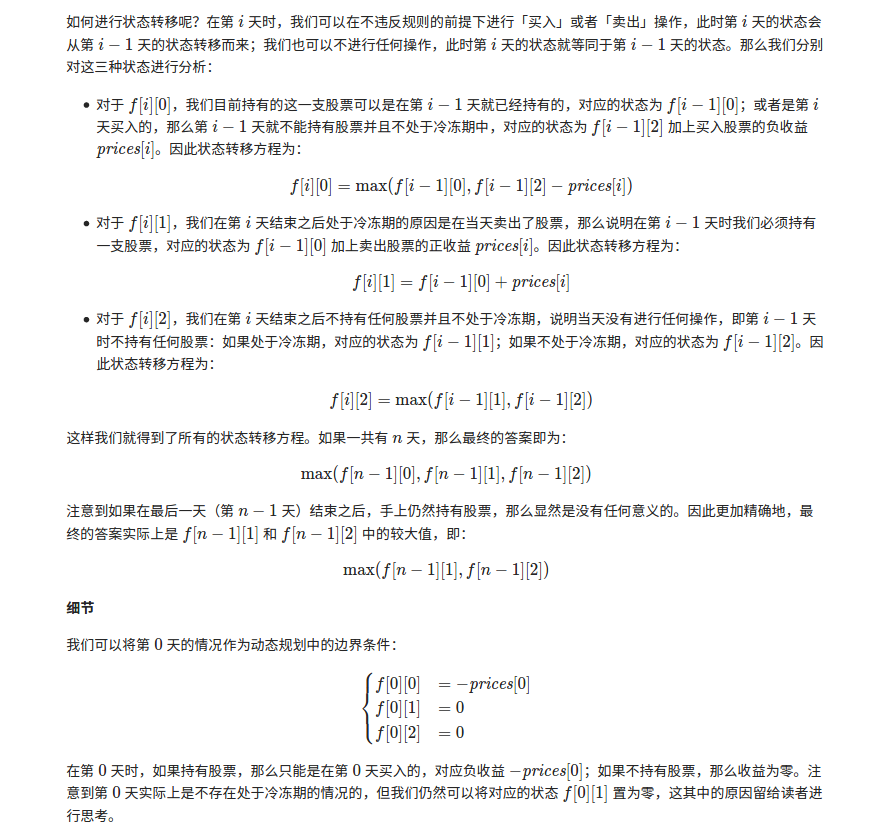 如何进行状态转移呢？在第 i 天时，我们可以在不违反规则的前提下进行「买入」或者「卖出」操作，此时第 i 天的状态会
从第 i − 1 天的状态转移而来；我们也可以不进行任何操作，此时第 i 天的状态就等同于第 i − 1 天的状态。那么我们分别
对这三种状态进行分析：
• 对于 f[i][0]，我们目前持有的这一支股票可以是在第 i − 1 天就已经持有的，对应的状态为 f[i − 1][0]；或者是第 i
天买入的，那么第 i − 1 天就不能持有股票并且不处于冷冻期中，对应的状态为 f[i − 1][2] 加上买入股票的负收益
prices[i]。因此状态转移方程为：
f[i][0] = max(f[i − 1][0], f[i − 1][2] − prices[i])
• 对于 f[i][1]，我们在第 i 天结束之后处于冷冻期的原因是在当天卖出了股票，那么说明在第 i − 1 天时我们必须持有
一支股票，对应的状态为 f[i − 1][0] 加上卖出股票的正收益 prices[i]。因此状态转移方程为：
f[i][1] = f[i − 1][0] + prices[i]
• 对于 f[i][2]，我们在第 i 天结束之后不持有任何股票并且不处于冷冻期，说明当天没有进行任何操作，即第 i − 1 天
时不持有任何股票：如果处于冷冻期，对应的状态为 f[i − 1][1]；如果不处于冷冻期，对应的状态为 f[i − 1][2]。因
此状态转移方程为：
f[i][2] = max(f[i − 1][1], f[i − 1][2])
这样我们就得到了所有的状态转移方程。如果一共有 n 天，那么最终的答案即为：
max(f[n − 1][0], f[n − 1][1], f[n − 1][2])
注意到如果在最后一天（第 n − 1 天）结束之后，手上仍然持有股票，那么显然是没有任何意义的。因此更加精确地，最
终的答案实际上是 f[n − 1][1] 和 f[n − 1][2] 中的较大值，即：
max(f[n − 1][1], f[n − 1][2])
细节
我们可以将第 0 天的情况作为动态规划中的边界条件：
f[0][0] = −prices[0]
f[0][1] = 0
f[0][2] = 0
在第 0 天时，如果持有股票，那么只能是在第 0 天买入的，对应负收益 −prices[0]；如果不持有股票，那么收益为零。注
意到第 0 天实际上是不存在处于冷冻期的情况的，但我们仍然可以将对应的状态 f[0][1] 置为零，这其中的原因留给读者进
行思考。